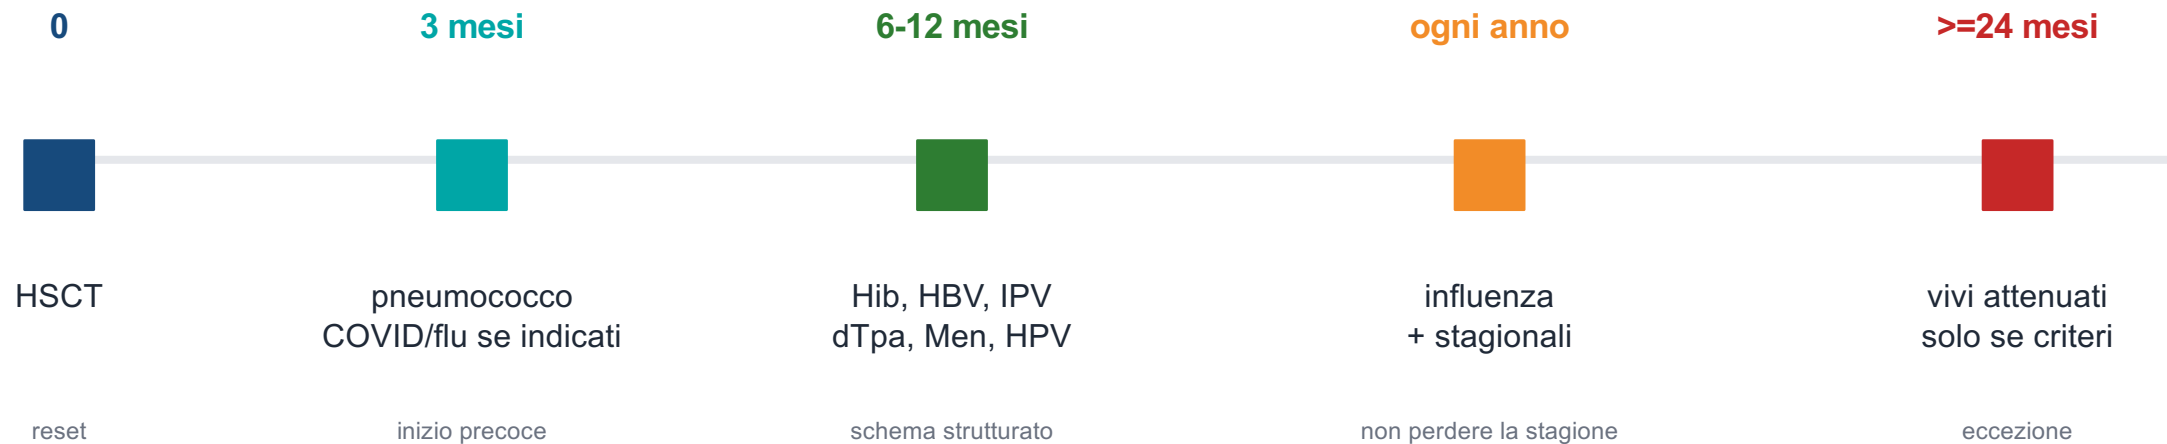 0
3 mesi
6-12 mesi
ogni anno
>=24 mesi
HSCT
pneumococco
COVID/flu se indicati
Hib, HBV, IPV
dTpa, Men, HPV
influenza
+ stagionali
vivi attenuati
solo se criteri
reset
inizio precoce
schema strutturato
non perdere la stagione
eccezione